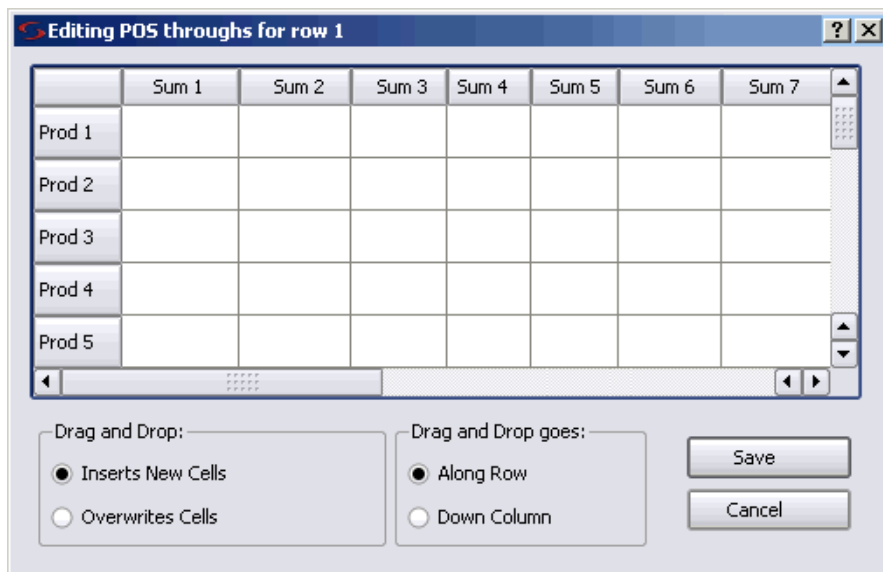 Editing POS throughs for row 1
Sum 1 Sum 2 Sum 3 Sum 4 Sum 5 Sum 6 Sum 7
Prod 1
Prod 2
Prod 3
Prod 4
Prod 5
Drag and Drop: Drag and Drop goes:
Inserts New Cells Along Row Save
Overwrites Cells Down Column Cancel